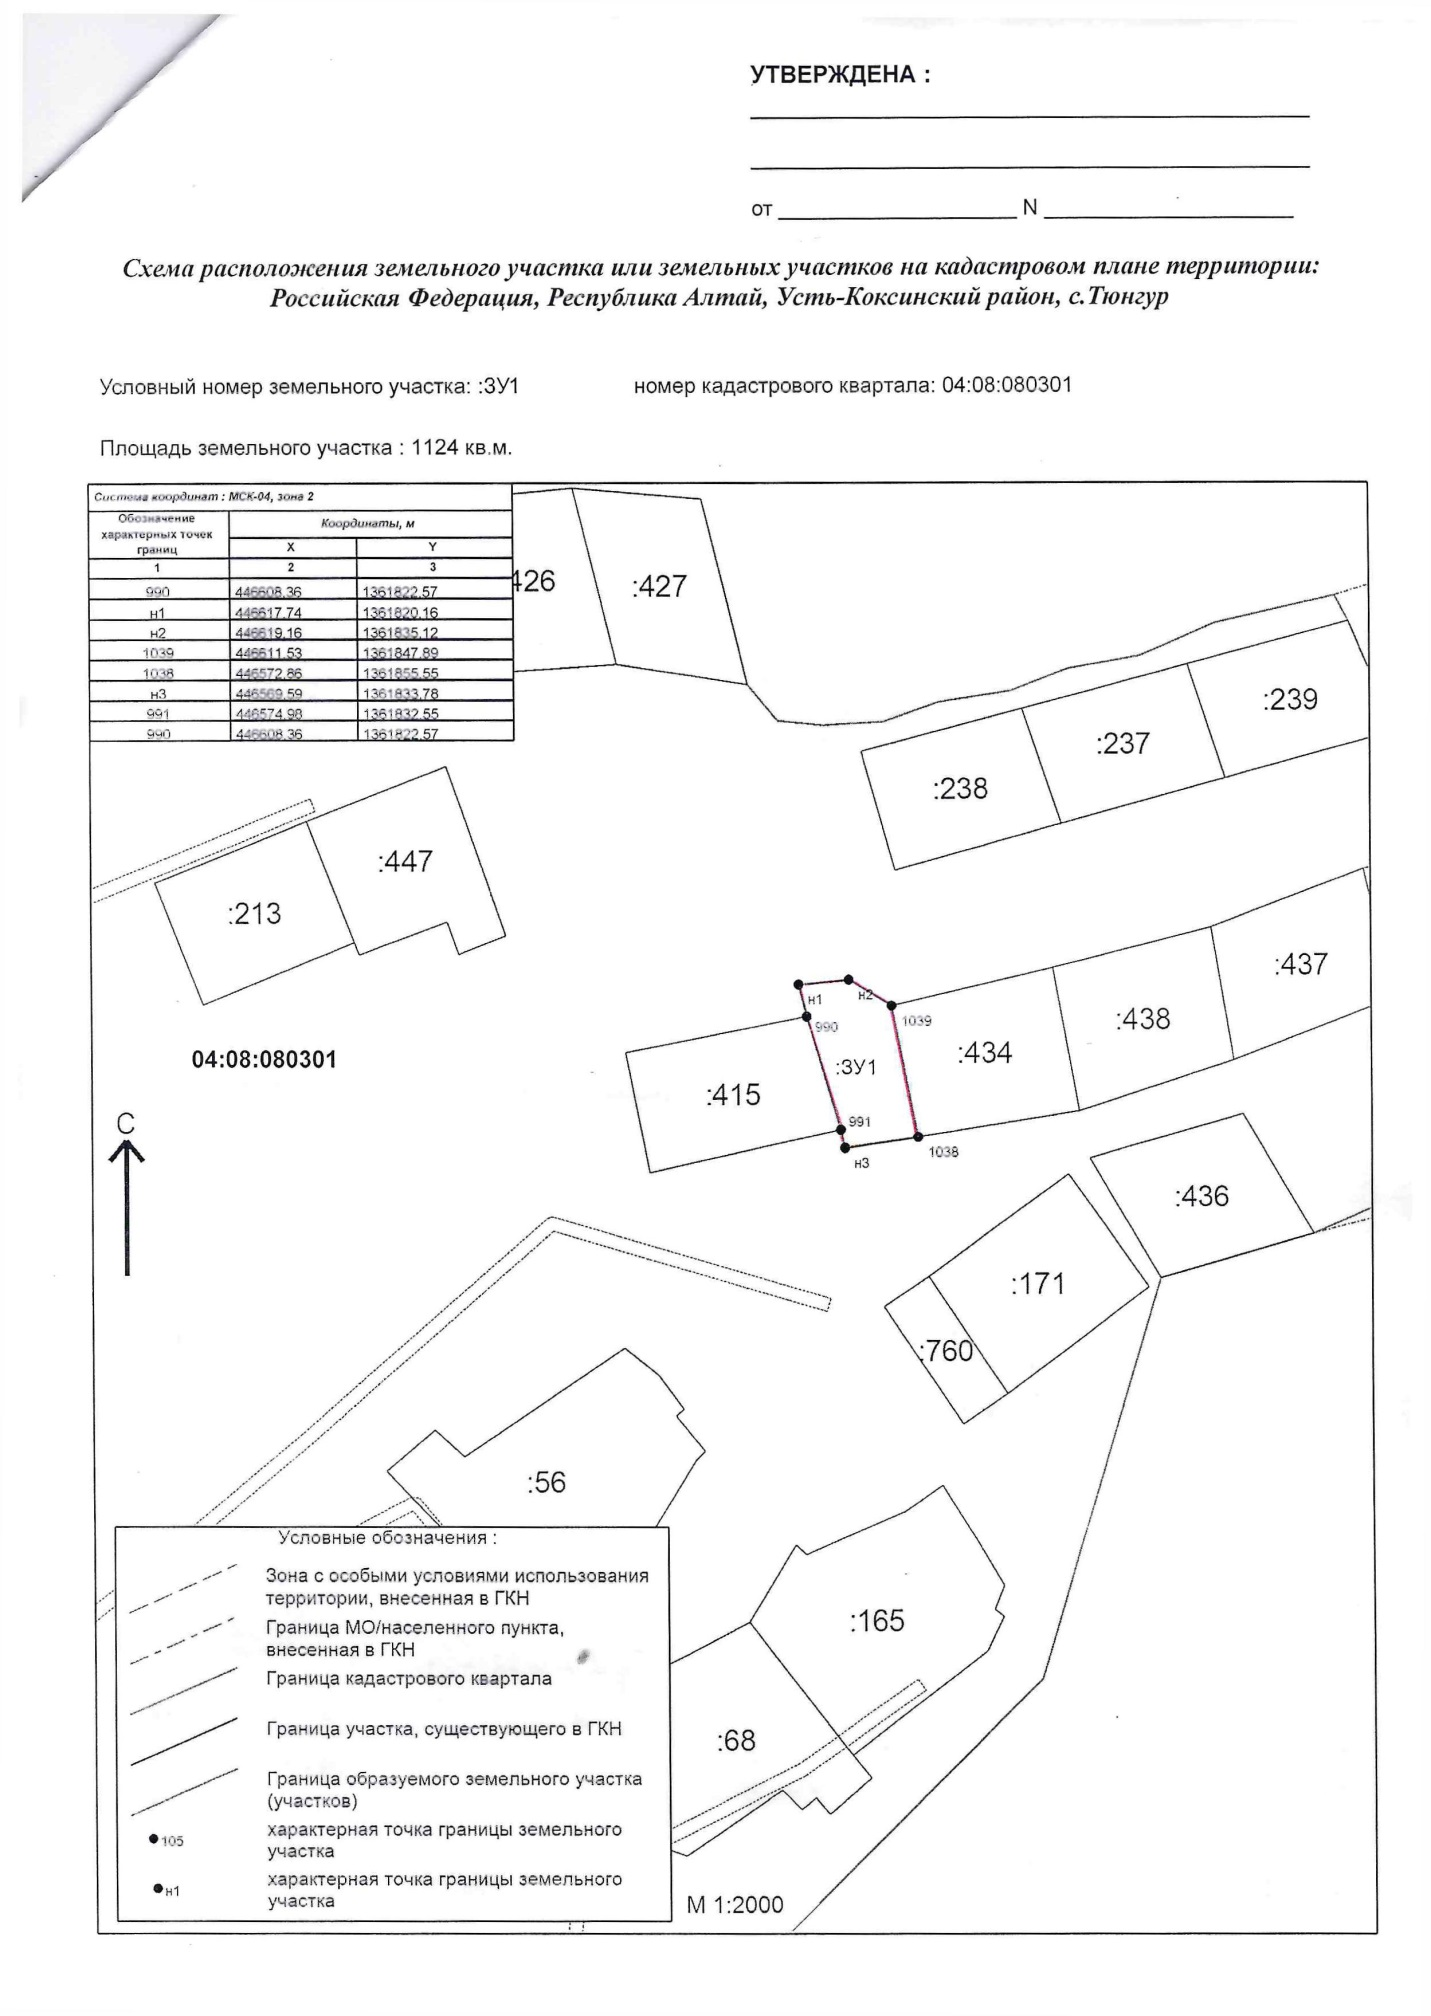 УТВЕРЖДЕНА :
от N
Схема расположения земельного участка или земельных участков на кадастровом плане территории:
Российская Федерация, Республика Алтай, Усть-Коксинский район, с.Тюнгур
Условный номер земельного участка: :ЗУ1 номер кадастрового квартала: 04:08:080301
Площадь земельного участка : 1124 кв.м.
Система координат : МСК-04, зона 2
Обозначение характерных точек границ Координаты, м
X Y
1 2 3
990 446608.36 1361822.57
н1 446617.74 1361820.16
н2 446619.16 1361835.12
1039 446611.53 1361847.89
1038 446572.86 1361855.55
н3 446569.59 1361833.78
991 446574.98 1361832.55
990 446608.36 1361822.57
426
:427
:239
:237
:238
:447
:213
:437
н1
н2
990
1039
:438
:434
04:08:080301
:ЗУ1
:415
С
991
1038
н3
:436
:171
:760
:56
:165
:68
Условные обозначения :
Зона с особыми условиями использования
территории, внесенная в ГКН
Граница МО/населенного пункта,
внесенная в ГКН
Граница кадастрового квартала
Граница участка, существующего в ГКН
Граница образуемого земельного участка
(участков)
105 характерная точка границы земельного
участка
н1 характерная точка границы земельного
участка
М 1:2000